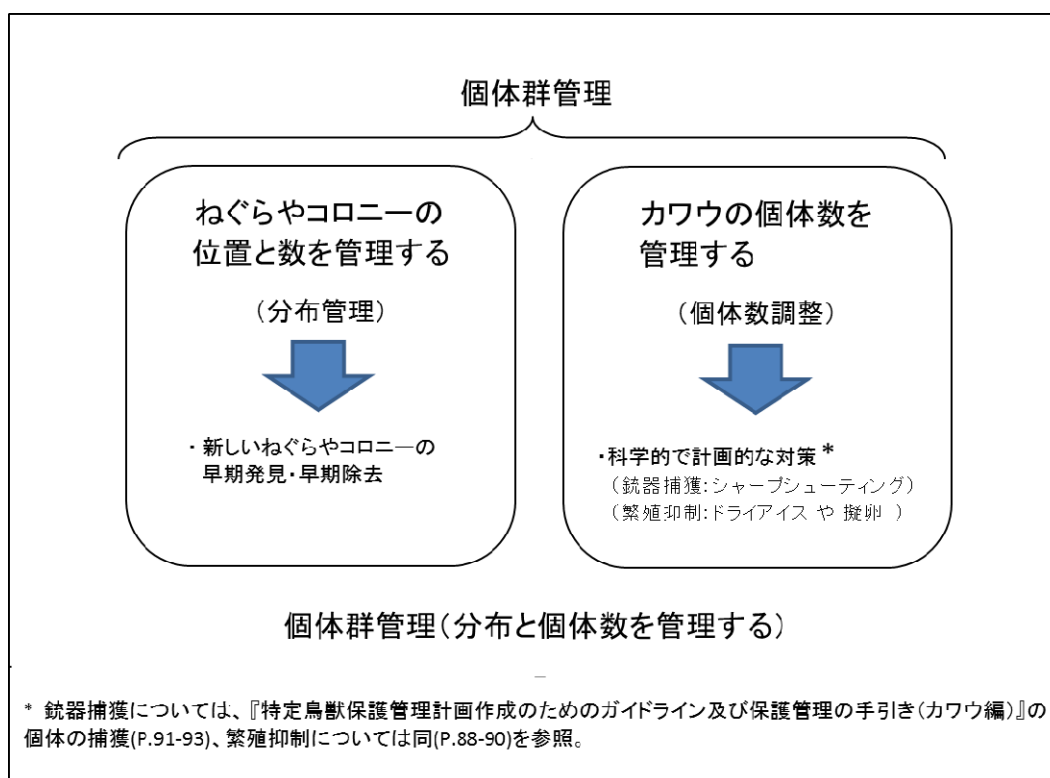 個体群管理
ねぐらやコロニーの
位置と数を管理する
（分布管理）
・新しいねぐらやコロニーの
早期発見・早期除去
カワウの個体数を
管理する
（個体数調整）
・科学的で計画的な対策*
（銃器捕獲：シャープシューティング）
（繁殖抑制：ドライアイス や 擬卵 ）
個体群管理（分布と個体数を管理する）
* 銃器捕獲については、『特定鳥獣保護管理計画作成のためのガイドライン及び保護管理の手引き（カワウ編）』の
個体の捕獲(P.91-93)、繁殖抑制については同(P.88-90)を参照。